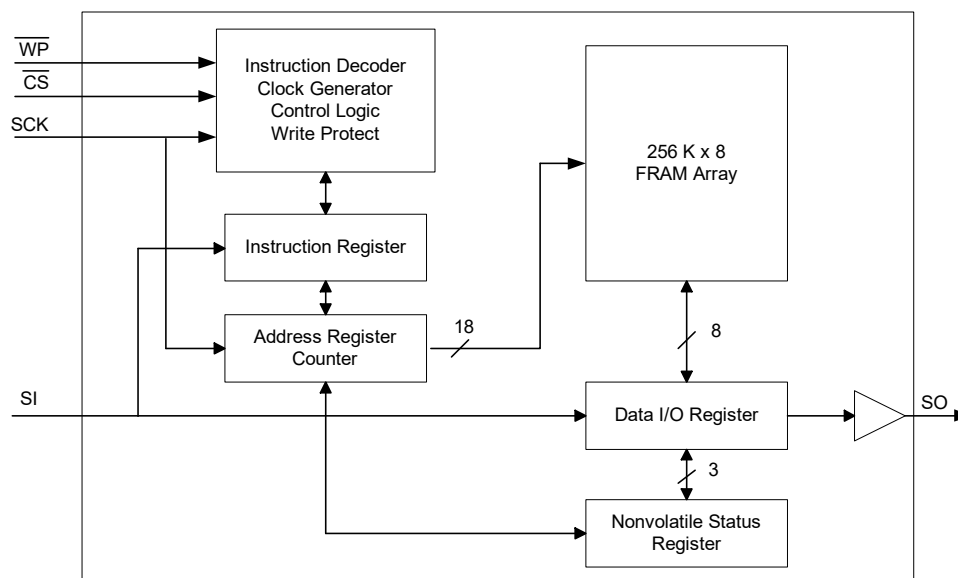 WP
CS
SCK
Instruction Decoder
Clock Generator
Control Logic
Write Protect
256 K x 8
FRAM Array
Instruction Register
Address Register
Counter
18
8
SI
Data I/O Register
SO
3
Nonvolatile Status
Register